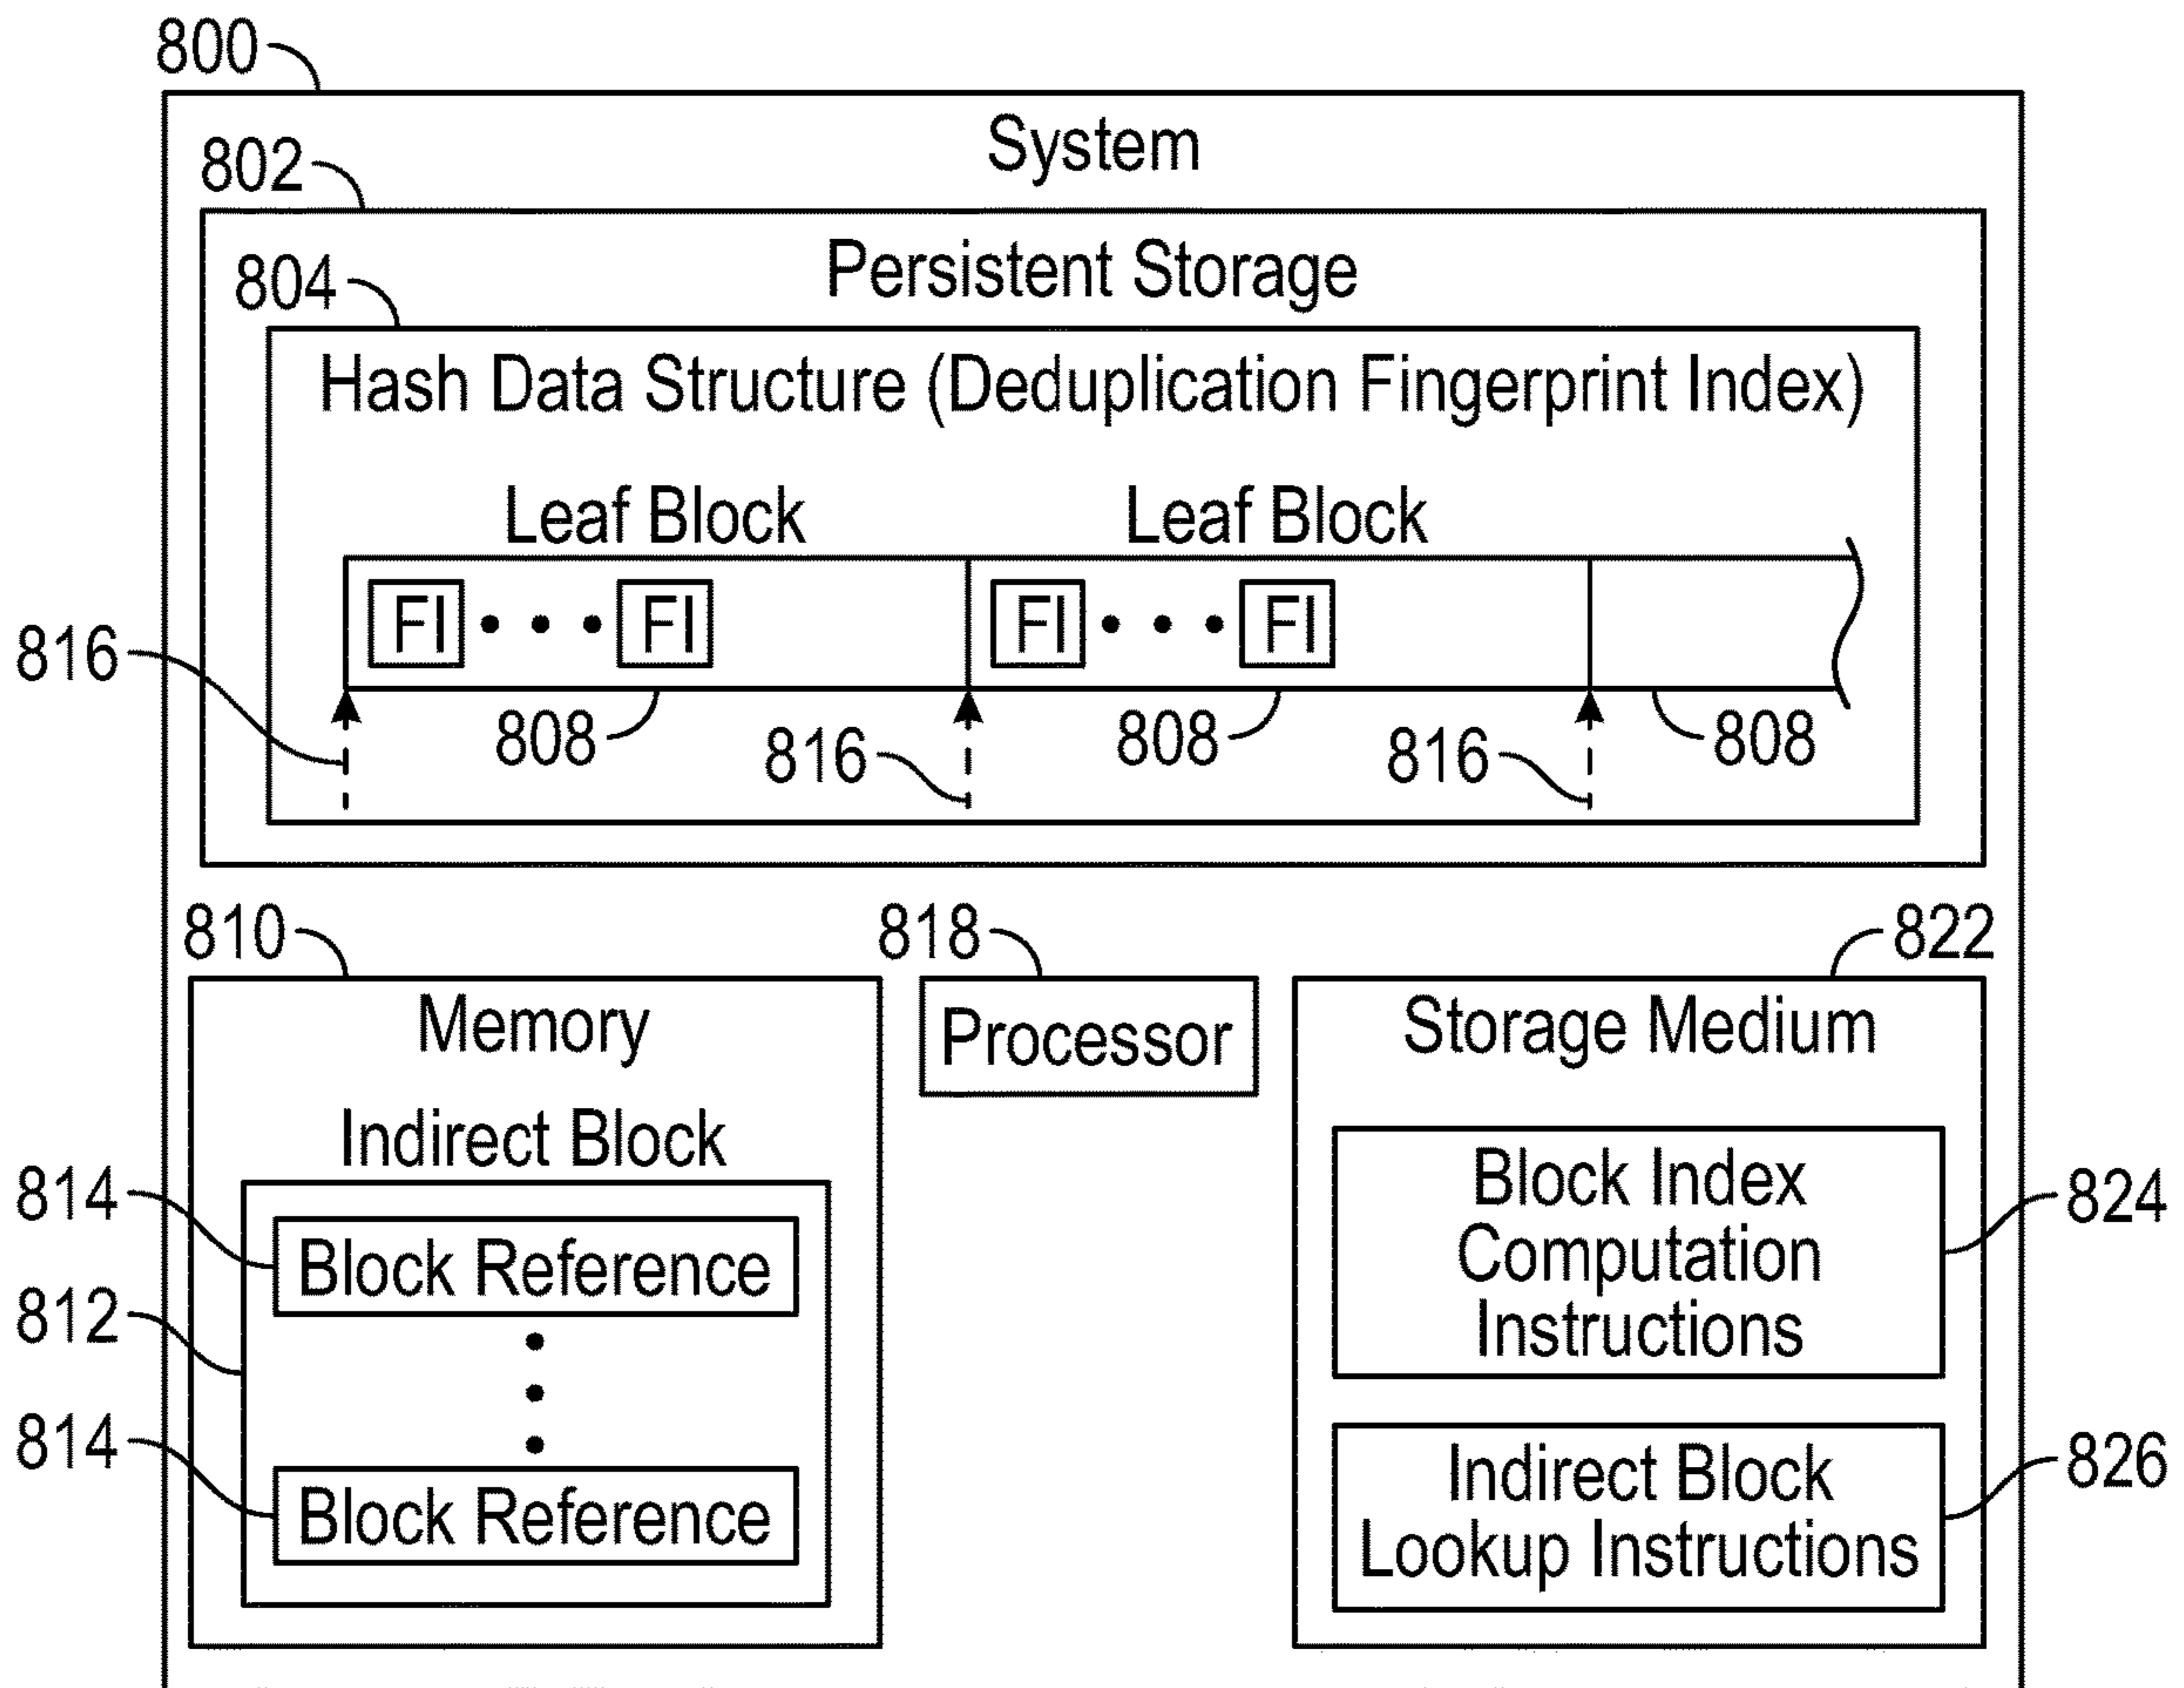 800
System
802
Persistent Storage
804
Hash Data Structure (Deduplication Fingerprint Index)
Leaf Block Leaf Block
FI FI FI FI
816 808 816 808 816 808
810 818 822
Memory Processor Storage Medium
Indirect Block
814 Block Reference
812
814 Block Reference
Block Index
Computation
Instructions
824
Indirect Block
Lookup Instructions
826